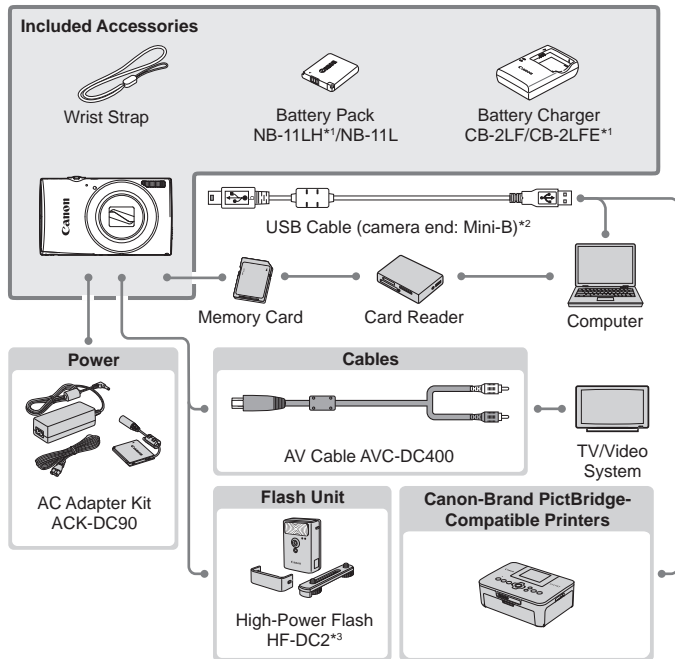 Included Accessories
Wrist Strap
Battery Pack
NB-11LH*1/NB-11L
Battery Charger
CB-2LF/CB-2LFE*1
Canon
USB Cable (camera end: Mini-B)*2
Memory Card
Card Reader
Computer
Power
AC Adapter Kit
ACK-DC90
Cables
AV Cable AVC-DC400
TV/Video
System
Flash Unit
High-Power Flash
HF-DC2*3
Canon-Brand PictBridge-
Compatible Printers